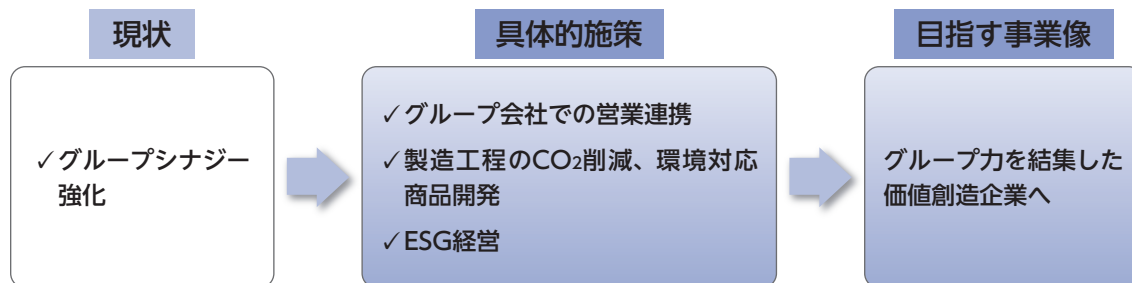 現状
✓グループシナジー
強化
具体的施策
✓グループ会社での営業連携
✓製造工程のCO2削減、環境対応
商品開発
✓ESG経営
目指す事業像
グループ力を結集した
価値創造企業へ